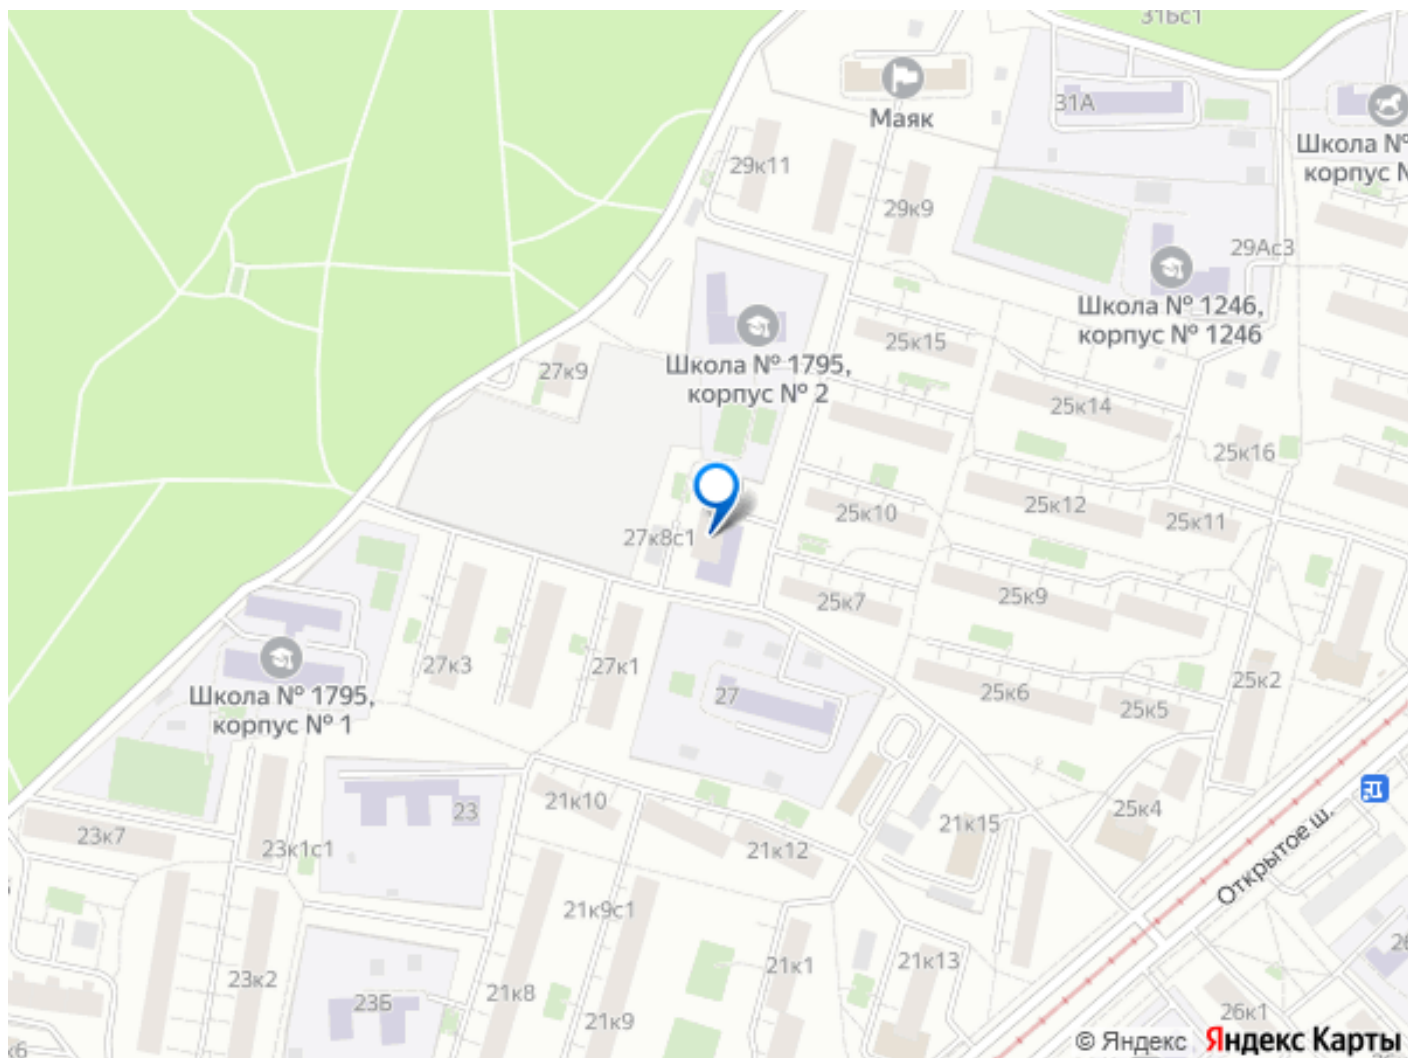 31Бс1
31А
Маяк
Школа №
корпус №
29к11
29к9
29Ас3
Школа № 1246,
корпус № 1246
25к15
Школа № 1795,
корпус № 2
27к9
25к14
25к16
25к10
25к12
25к11
27к8с1
25к7
25к9
27к3
27к1
27
25к6
25к5
25к2
Школа № 1795,
корпус № 1
21к10
23
25к4
21к15
21к12
23к7
23к1с1
Открытое ш.
21к9с1
21к1
21к13
23к2
23Б
21к8
21к9
26к1
© Яндекс Яндекс Карты